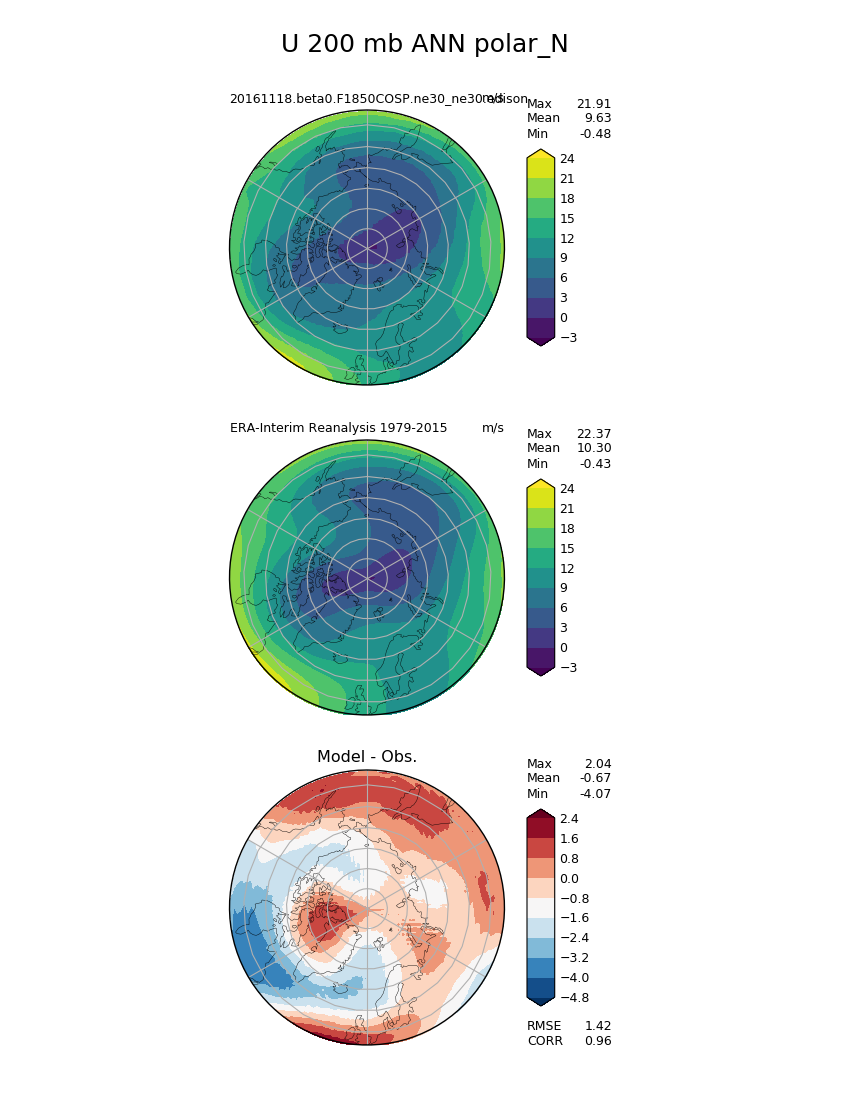 U 200 mb ANN polar_N
20161118.beta0.F1850COSP.ne30_ne30.edison
m/s
Max 21.91
Mean 9.63
Min -0.48
24
21
18
15
12
9
6
3
0
−3
ERA-Interim Reanalysis 1979-2015 m/s
Max 22.37
Mean 10.30
Min -0.43
24
21
18
15
12
9
6
3
0
−3
Model - Obs.
Max 2.04
Mean -0.67
Min -4.07
2.4
1.6
0.8
0.0
−0.8
−1.6
−2.4
−3.2
−4.0
−4.8
RMSE 1.42
CORR 0.96